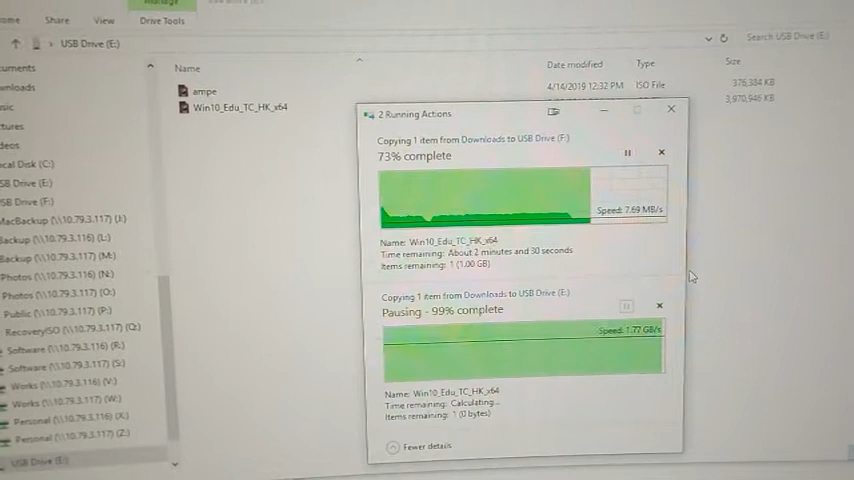 Manage
ome Share View Drive Tools
USB Drive (E:) Search USB Drive (E:)
Name Date modified Type Size
ampe 4/14/2019 12:32 PM ISO File 376,384 KB
Win10_Edu_TC_HK_x64 3,970,946 KB
cuments
wnloads
sic
tures
deos
cal Disk (C:)
SB Drive (E:)
SB Drive (F:)
MacBackup (\\10.79.3.117) (J:)
Backup (\\10.79.3.116) (L:)
Backup (\\10.79.3.117) (M:)
Photos (\\10.79.3.116) (N:)
Photos (\\10.79.3.117) (O:)
Public (\\10.79.3.117) (P:)
RecoveryISO (\\10.79.3.117) (Q:)
Software (\\10.79.3.116) (R:)
Software (\\10.79.3.117) (S:)
Works (\\10.79.3.116) (V:)
Works (\\10.79.3.117) (W:)
Personal (\\10.79.3.116) (X:)
Personal (\\10.79.3.117) (Z:)
USB Drive (E:)
2 Running Actions
Copying 1 item from Downloads to USB Drive (F:)
73% complete
Speed: 7.69 MB/s
Name: Win10_Edu_TC_HK_x64
Time remaining: About 2 minutes and 30 seconds
Items remaining: 1 (1.00 GB)
Copying 1 item from Downloads to USB Drive (E:)
Pausing - 99% complete
Speed: 1.77 GB/s
Name: Win10_Edu_TC_HK_x64
Time remaining: Calculating...
Items remaining: 1 (0 bytes)
Fewer details